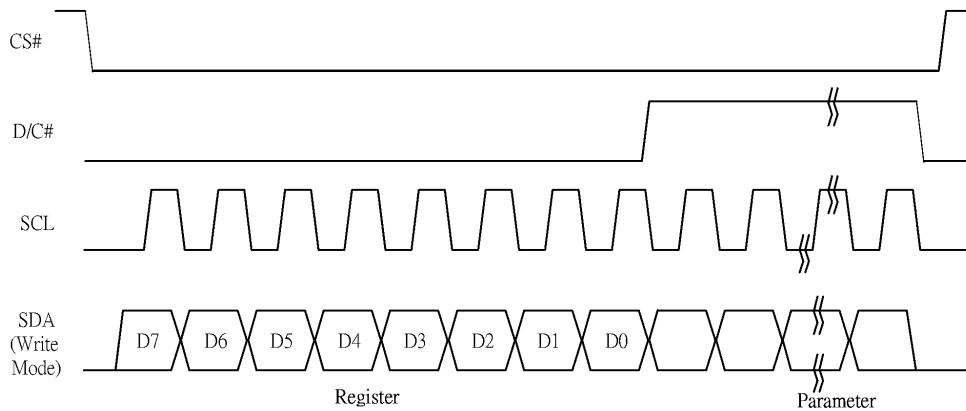 CS#
D/C#
SCL
SDA
(Write
Mode)
D7 D6 D5 D4 D3 D2 D1 D0
Register
Parameter